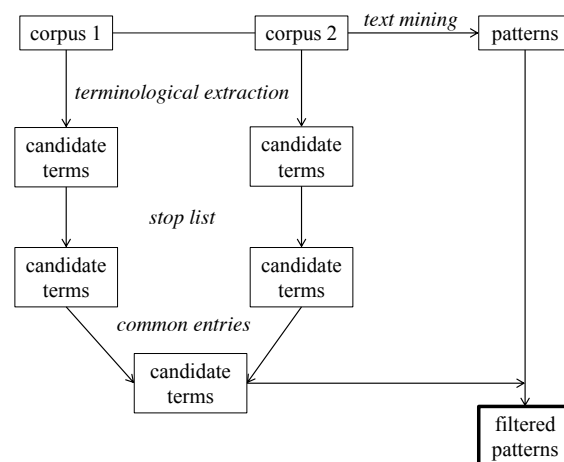 corpus 1
corpus 2
text mining
patterns
terminological extraction
candidate
terms
candidate
terms
stop list
candidate
terms
candidate
terms
common entries
candidate
terms
filtered
patterns